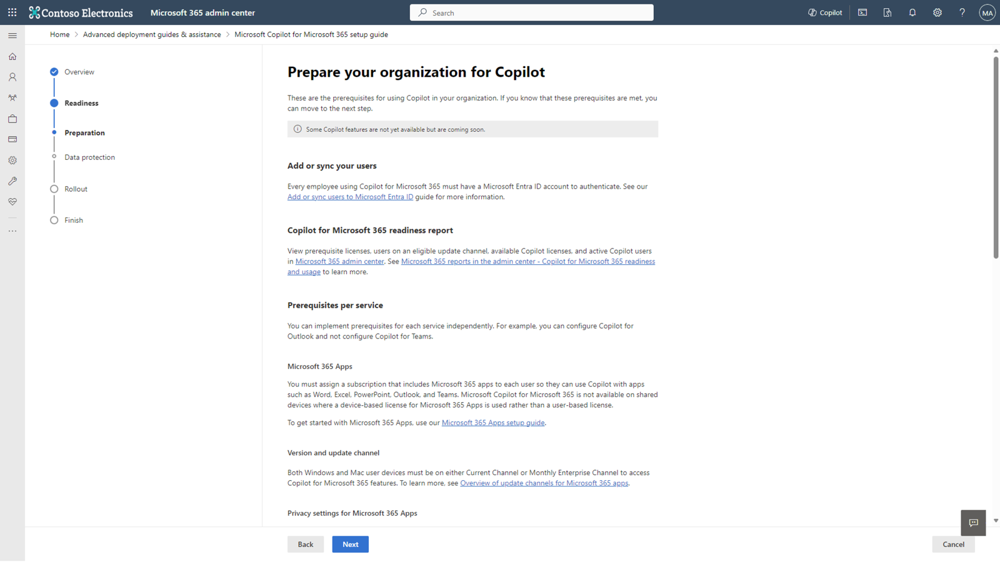 Contoso Electronics
Microsoft 365 admin center
Search
Copilot
MA
Home
Advanced deployment guides & assistance
Microsoft Copilot for Microsoft 365 setup guide
Overview
Readiness
Preparation
Data protection
Rollout
Finish
Prepare your organization for Copilot
These are the prerequisites for using Copilot in your organization. If you know that these prerequisites are met, you
can move to the next step.
Some Copilot features are not yet available but are coming soon.
Add or sync your users
Every employee using Copilot for Microsoft 365 must have a Microsoft Entra ID account to authenticate. See our
Add or sync users to Microsoft Entra ID guide for more information.
Copilot for Microsoft 365 readiness report
View prerequisite licenses, users on an eligible update channel, available Copilot licenses, and active Copilot users
in Microsoft 365 admin center. See Microsoft 365 reports in the admin center - Copilot for Microsoft 365 readiness
and usage to learn more.
Prerequisites per service
You can implement prerequisites for each service independently. For example, you can configure Copilot for
Outlook and not configure Copilot for Teams.
Microsoft 365 Apps
You must assign a subscription that includes Microsoft 365 apps to each user so they can use Copilot with apps
such as Word, Excel, PowerPoint, Outlook, and Teams. Microsoft Copilot for Microsoft 365 is not available on shared
devices where a device-based license for Microsoft 365 Apps is used rather than a user-based license.
To get started with Microsoft 365 Apps, use our Microsoft 365 Apps setup guide.
Version and update channel
Both Windows and Mac user devices must be on either Current Channel or Monthly Enterprise Channel to access
Copilot for Microsoft 365 features. To learn more, see Overview of update channels for Microsoft 365 apps.
Privacy settings for Microsoft 365 Apps
Back
Next
Cancel